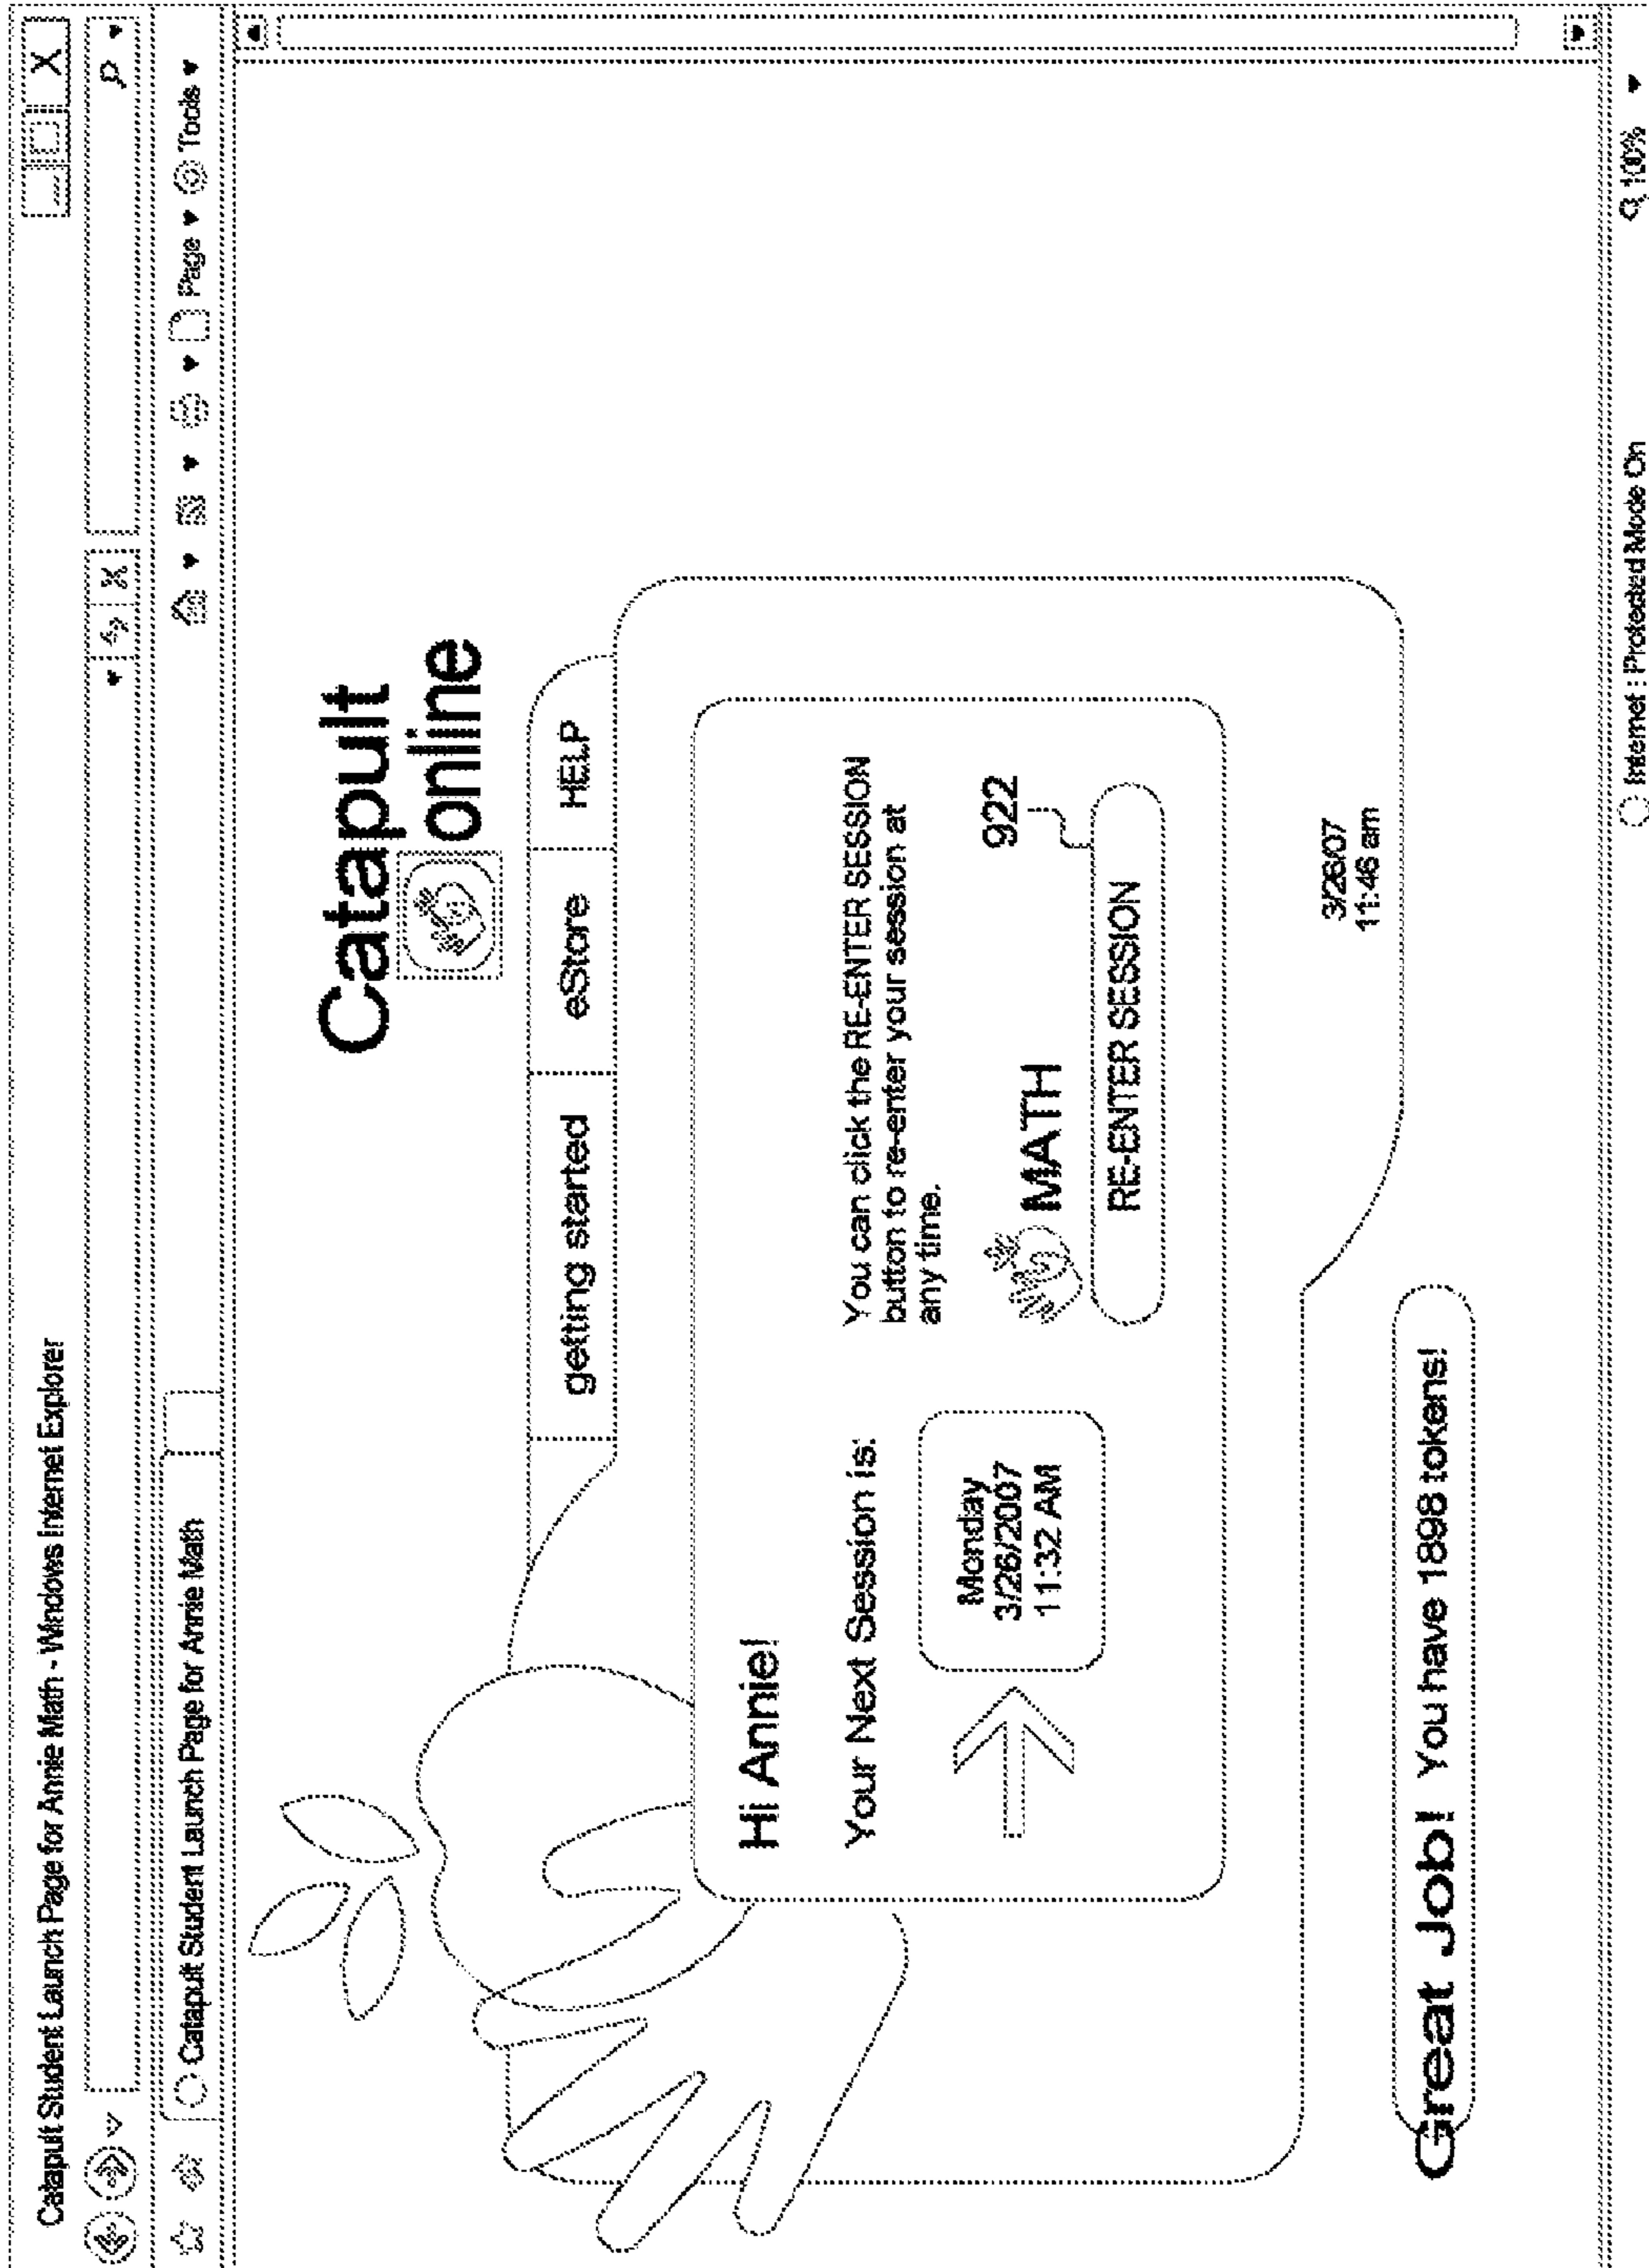 Catapult Student Launch Page for Annie Math - Windows Internet Explorer
X
X
Catapult Student Launch Page for Annie Math
Page
Tools
Catapult
online
getting started
eStore
HELP
Hi Annie!
Your Next Session is:
Monday
3/26/2007
11:32 AM
You can click the RE-ENTER SESSION
button to re-enter your session at
any time.
MATH
922
RE-ENTER SESSION
3/26/07
11:46 am
Great Job! You have 1898 tokens!
Internet : Protected Mode On
100%